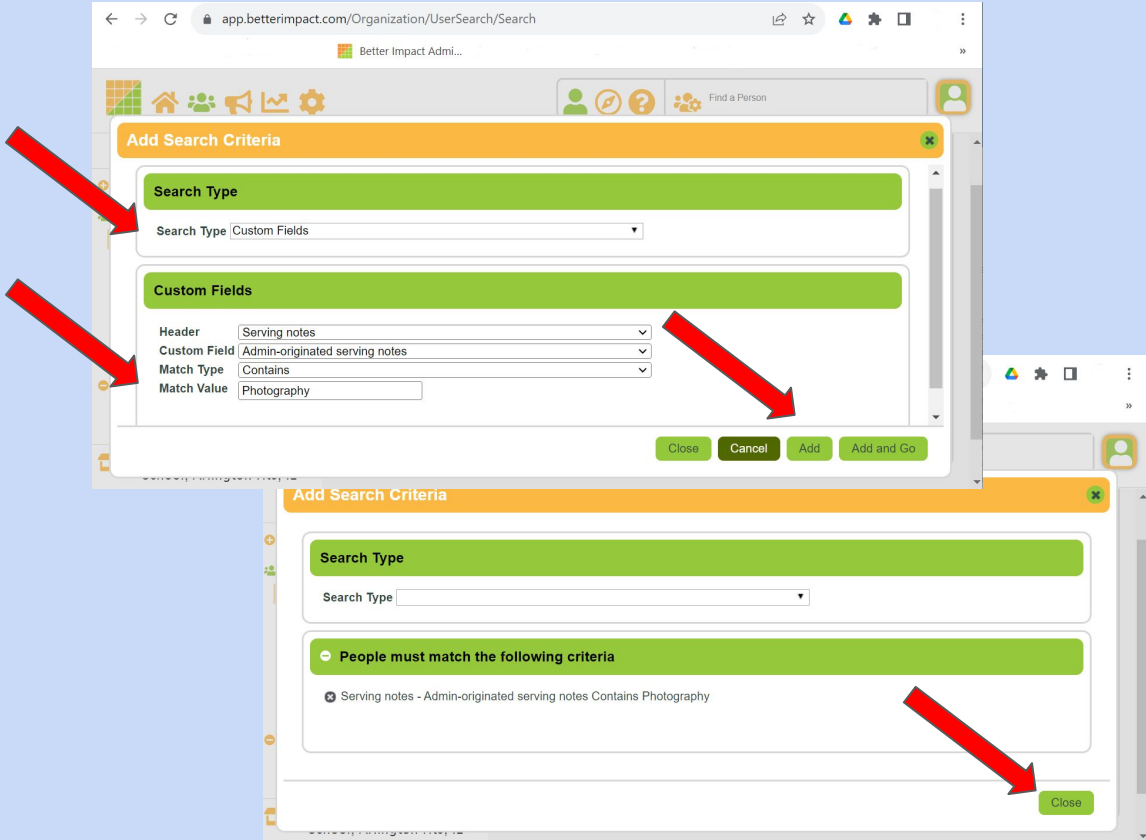 app.betterimpact.com/Organization/UserSearch/Search
Better Impact Admi...
»
Find a Person
Add Search Criteria
Search Type
Search Type Custom Fields
Custom Fields
Header Serving notes
Custom Field Admin-originated serving notes
Match Type Contains
Match Value Photography
Close Cancel Add Add and Go
»
Add Search Criteria
Search Type
Search Type
People must match the following criteria
Serving notes - Admin-originated serving notes Contains Photography
Close